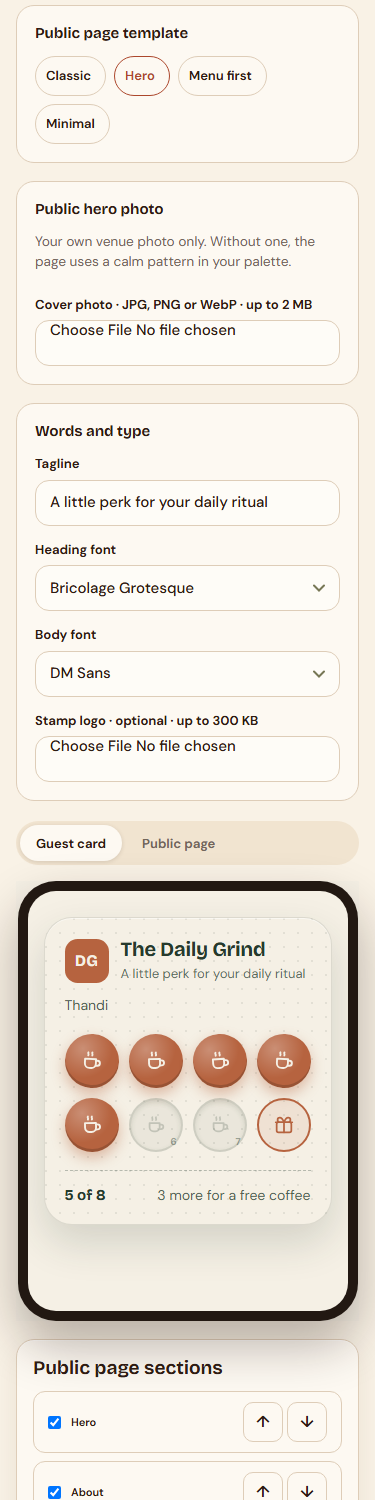 Public page template
Classic
Hero
Menu first
Minimal
Public hero photo
Your own venue photo only. Without one, the
page uses a calm pattern in your palette.
Cover photo · JPG, PNG or WebP · up to 2 MB
Choose File No file chosen
Words and type
Tagline
A little perk for your daily ritual
Heading font
Bricolage Grotesque
Body font
DM Sans
Stamp logo · optional · up to 300 KB
Choose File No file chosen
Guest card
Public page
DG
The Daily Grind
A little perk for your daily ritual
Thandi
6
7
5 of 8
3 more for a free coffee
Public page sections
Hero
About